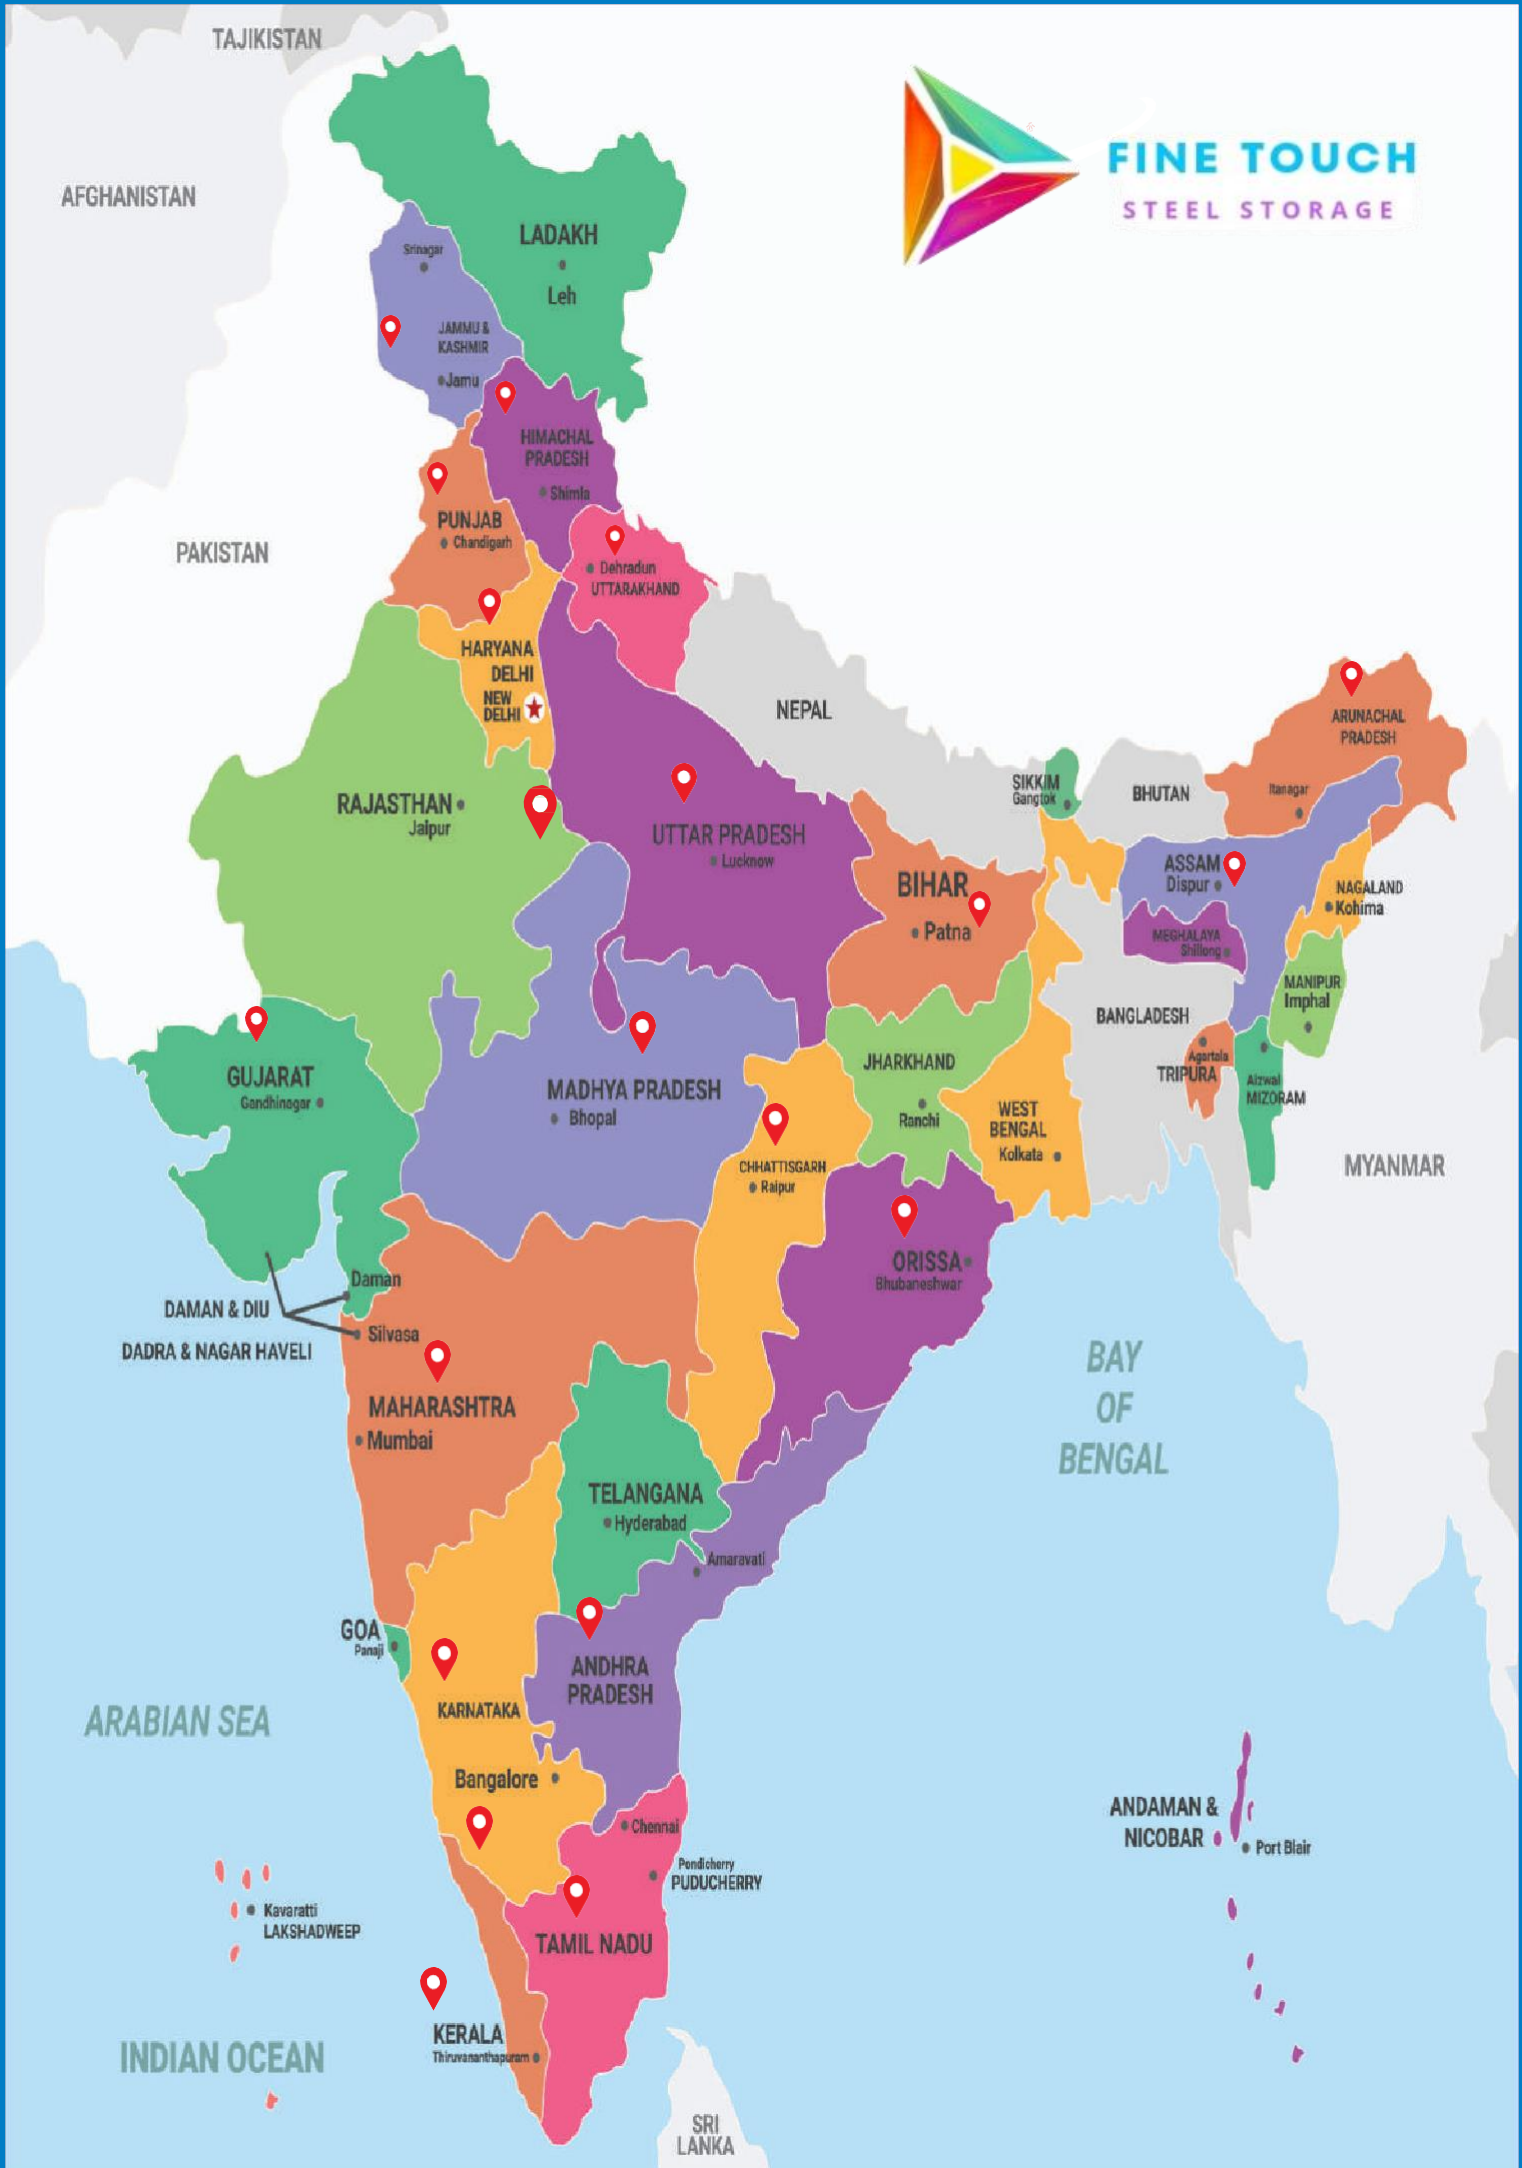 TAJIKISTAN
FINE TOUCH
STEEL STORAGE
AFGHANISTAN
LADAKH
Leh
Srinagar
JAMMU &
KASHMIR
Jamu
HIMACHAL
PRADESH
Shimla
PUNJAB
Chandigarh
PAKISTAN
Dehradun
UTTARAKHAND
HARYANA
DELHI
NEW
DELHI
NEPAL
ARUNACHAL
PRADESH
Itanagar
SIKKIM
Gangtok
BHUTAN
RAJASTHAN
Jaipur
UTTAR PRADESH
Lucknow
BIHAR
Patna
ASSAM
Dispur
NAGALAND
Kohima
MEGHALAYA
Shillong
MANIPUR
Imphal
BANGLADESH
Agartala
TRIPURA
Aizwal
MIZORAM
GUJARAT
Gandhinagar
MADHYA PRADESH
Bhopal
JHARKHAND
Ranchi
WEST
BENGAL
Kolkata
CHHATTISGARH
Raipur
MYANMAR
ORISSA
Bhubaneshwar
Daman
DAMAN & DIU
Silvasa
DADRA & NAGAR HAVELI
MAHARASHTRA
Mumbai
BAY
OF
BENGAL
TELANGANA
Hyderabad
Amaravati
GOA
Panaji
ANDHRA
PRADESH
KARNATAKA
ARABIAN SEA
Bangalore
Chennai
ANDAMAN &
NICOBAR
Port Blair
Pondicherry
PUDUCHERRY
Kavaratti
LAKSHADWEEP
TAMIL NADU
KERALA
Thiruvananthapuram
INDIAN OCEAN
SRI
LANKA